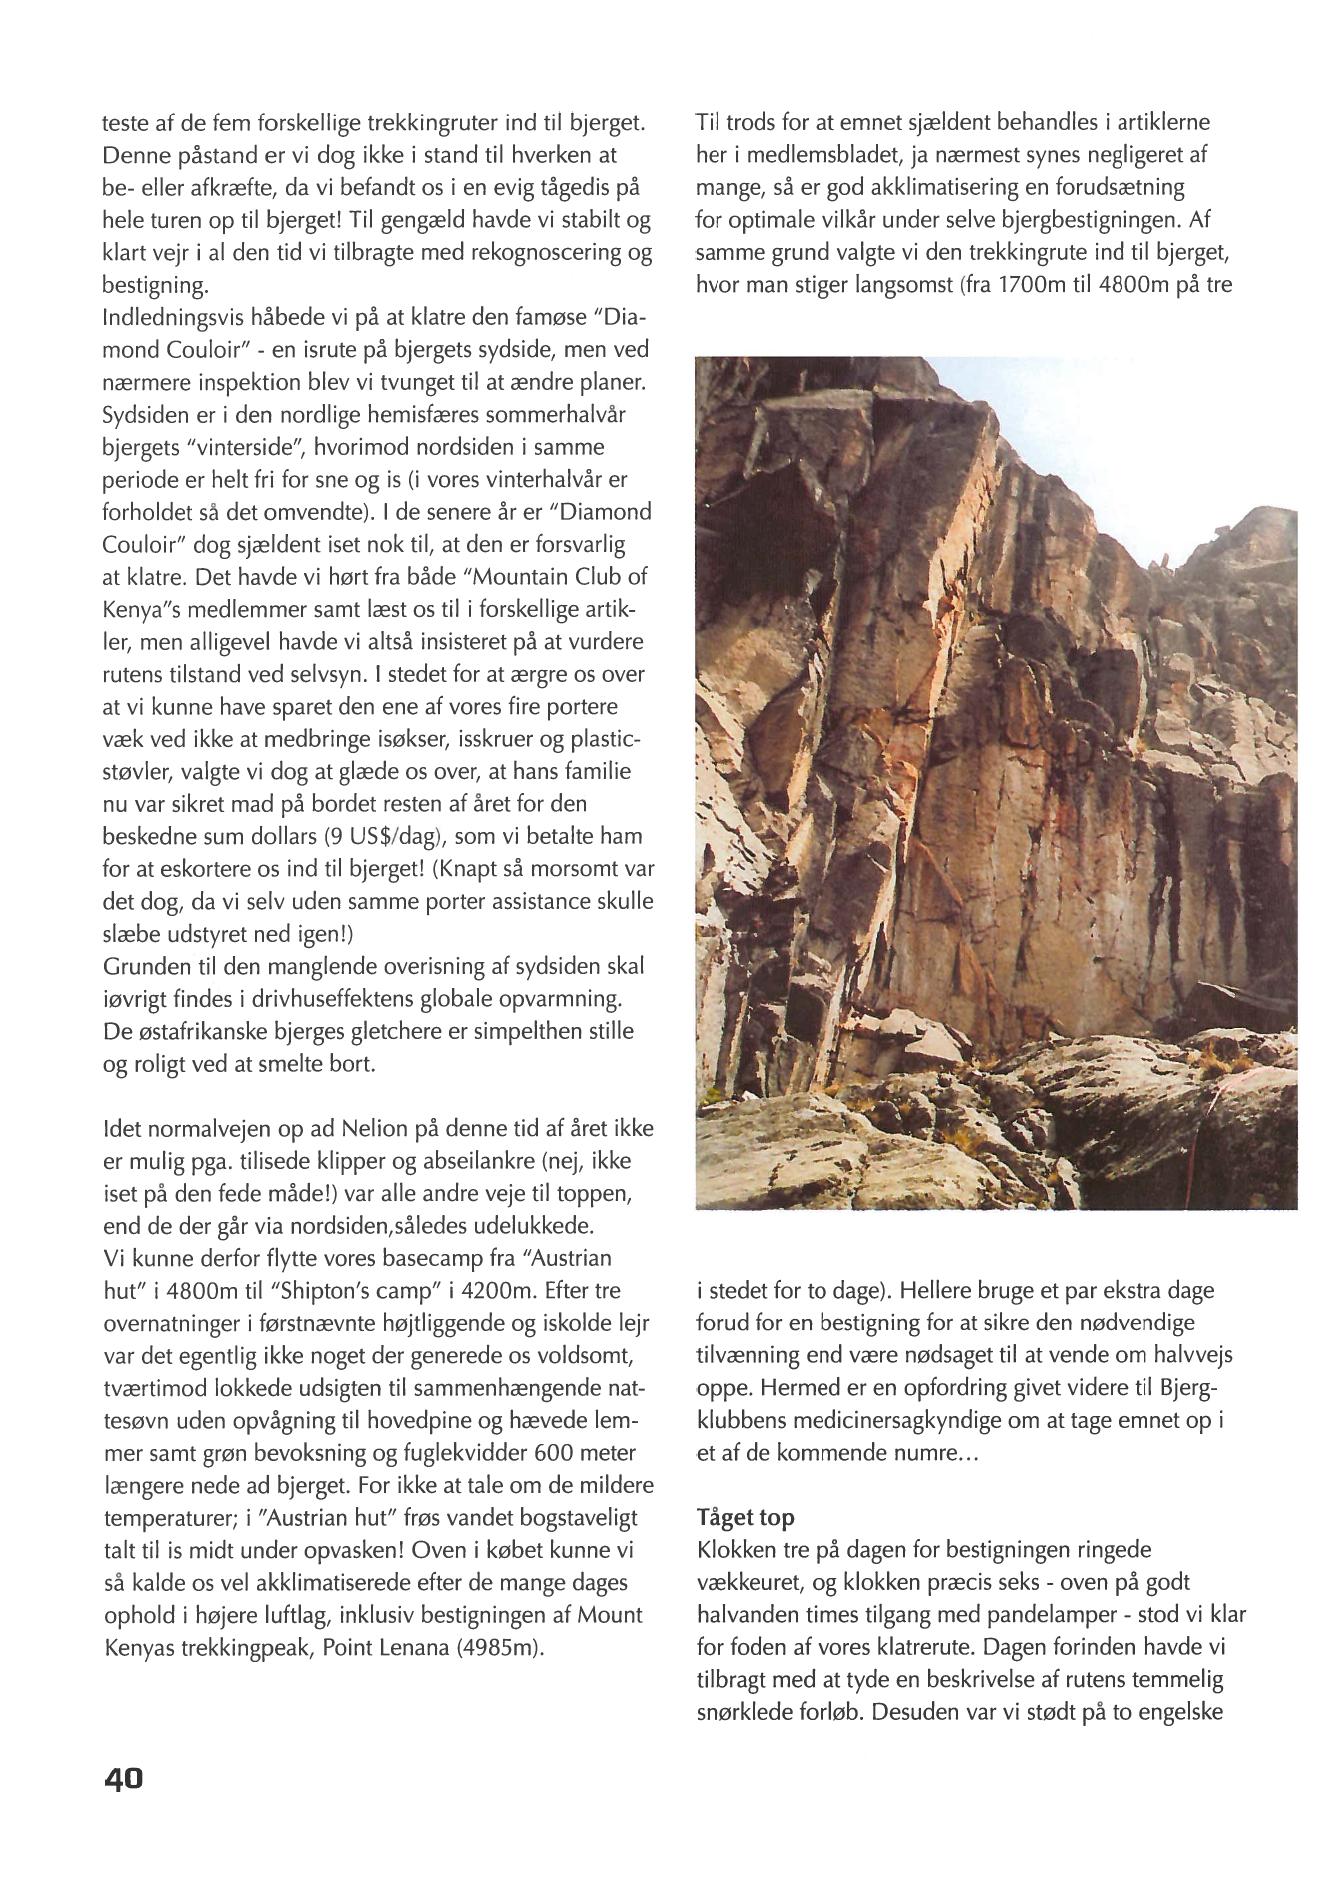 teste af de fem forskellige trekkingruter ind til bjerget.
Denne påstand er vi dog ikke i stand til hverken at
be- eller afkræfte, da vi befandt os i en evig tågedis på
hele turen op til bjerget! Til gengæld havde vi stabilt og
klart vejr i al den tid vi tilbragte med rekognoscering og
bestigning.
Indledningsvis håbede vi på at klatre den famøse "Dia-
mond Couloir" - en isrute på bjergets sydside, men ved
nærmere inspektion blev vi tvunget til at ændre planer.
Sydsiden er i den nordlige hemisfæres sommerhalvår
bjergets "vinterside", hvorimod nordsiden i samme
periode er helt fri for sne og is (i vores vinterhalvår er
forholdet så det omvendte). I de senere år er "Diamond
Couloir" dog sjældent iset nok til, at den er forsvarlig
at klatre. Det havde vi hørt fra både "Mountain Club of
Kenya"s medlemmer samt læst os til i forskellige artik-
ler, men alligevel havde vi altså insisteret på at vurdere
rutens tilstand ved selvsyn. I stedet for at ærgre os over
at vi kunne have sparet den ene af vores fire portere
væk ved ikke at medbringe isøkser, isskruer og plastic-
støvler, valgte vi dog at glæde os over, at hans familie
nu var sikret mad på bordet resten af året for den
beskedne sum dollars (9 US$/dag), som vi betalte ham
for at eskortere os ind til bjerget! (Knapt så morsomt var
det dog, da vi selv uden samme porter assistance skulle
slæbe udstyret ned igen!)
Grunden til den manglende overisning af sydsiden skal
iøvrigt findes i drivhuseffektens globale opvarmning.
De østafrikanske bjerges gletchere er simpelthen stille
og roligt ved at smelte bort.

Idet normalvejen op ad Nelion på denne tid af året ikke
er mulig pga. tilisede klipper og abseilankre (nej, ikke
iset på den fede måde!) var alle andre veje til toppen,
end de der går via nordsiden,således udelukkede.
Vi kunne derfor flytte vores basecamp fra "Austrian
hut" i 4800m til "Shipton's camp" i 4200m. Efter tre
overnatninger i førstnævnte højtliggende og iskolde lejr
var det egentlig ikke noget der generede os voldsomt,
tværtimod lokkede udsigten til sammenhængende nat-
tesøvn uden opvågning til hovedpine og hævede lem-
mer samt grøn bevoksning og fuglekvidder 600 meter
længere nede ad bjerget. For ikke at tale om de mildere
temperaturer; i "Austrian hut" frøs vandet bogstaveligt
talt til is midt under opvasken! Oven i købet kunne vi
så kalde os vel akklimatiserede efter de mange dages
ophold i højere luftlag, inklusiv bestigningen af Mount
Kenyas trekkingpeak, Point Lenana (4985m).

Til trods for at emnet sjældent behandles i artiklerne
her i medlemsbladet, ja nærmest synes negligeret af
mange, så er god akklimatisering en forudsætning
for optimale vilkår under selve bjergbestigningen. Af
samme grund valgte vi den trekkingrute ind til bjerget,
hvor man stiger langsomst (fra 1700m til 4800m på tre
i stedet for to dage). Hellere bruge et par ekstra dage
forud for en bestigning for at sikre den nødvendige
tilvænning end være nødsaget til at vende om halvvejs
oppe. Hermed er en opfordring givet videre til Bjerg-
klubbens medicinersagkyndige om at tage emnet op i
et af de kommende numre...

Tåget top
Klokken tre på dagen for bestigningen ringede
vækkeuret, og klokken præcis seks - oven på godt
halvanden times tilgang med pandelamper - stod vi klar
for foden af vores klatrerute. Dagen forinden havde vi
tilbragt med at tyde en beskrivelse af rutens temmelig
snørklede forløb. Desuden var vi stødt på to engelske
40